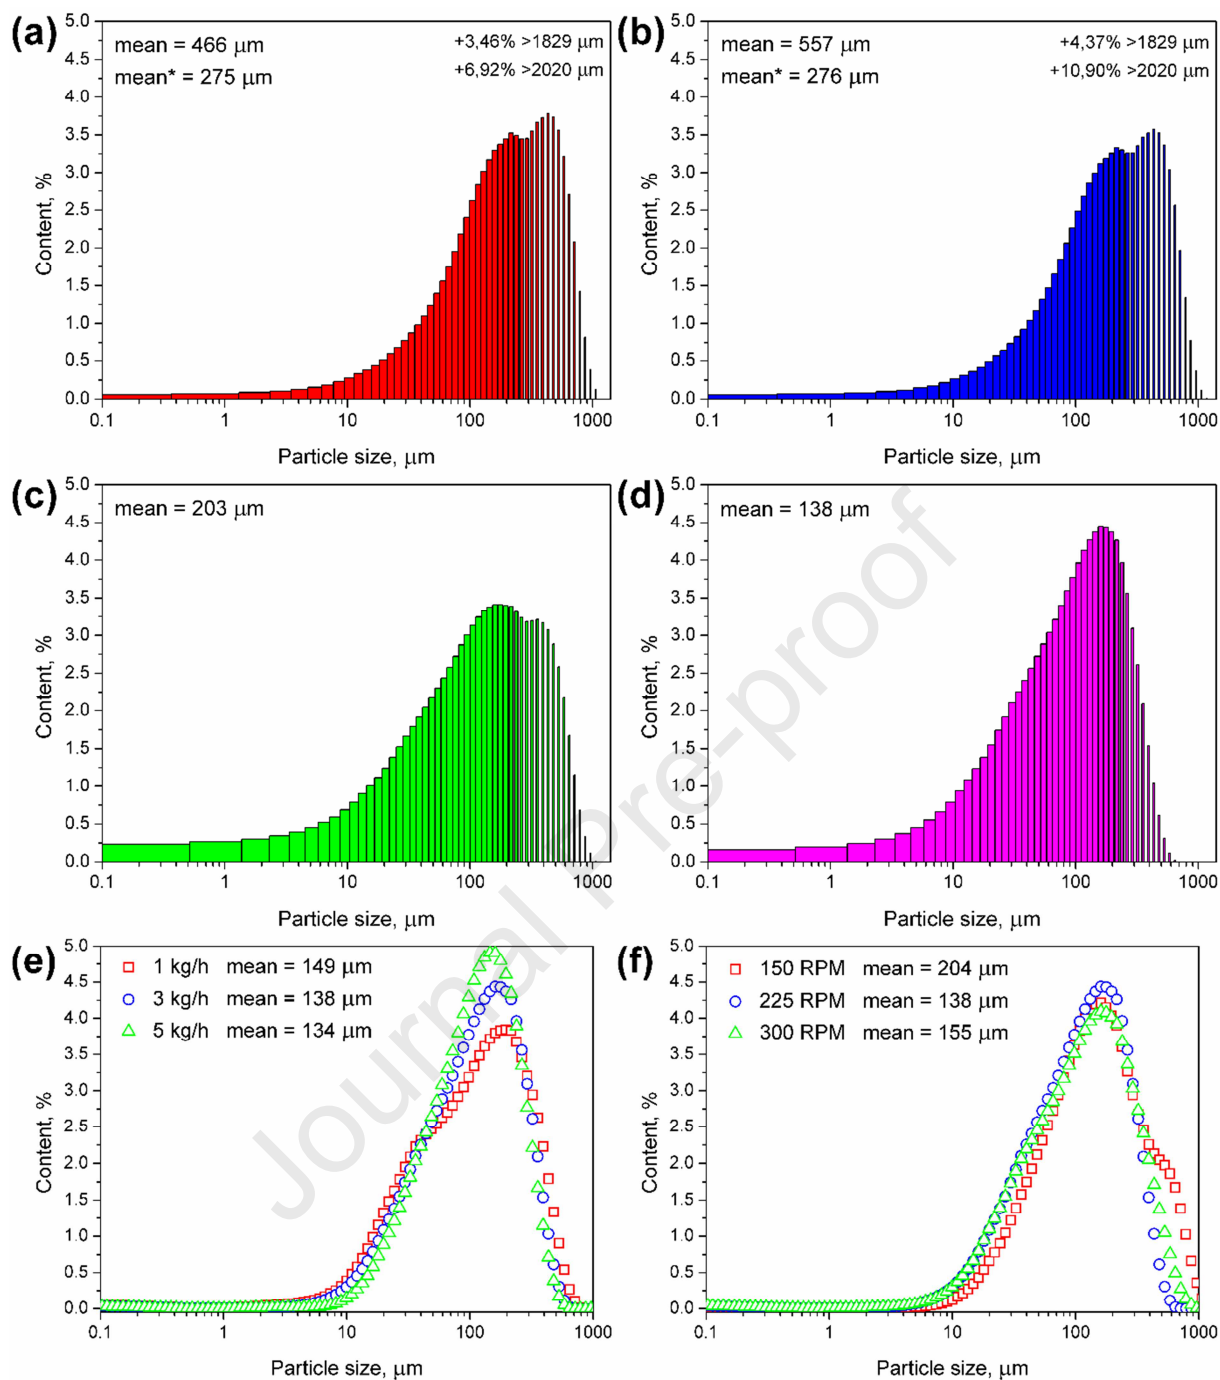 (a)
mean = 466 μm
mean* = 275 μm
+3,46% >1829 μm
+6,92% >2020 μm
5.0
4.5
4.0
3.5
3.0
2.5
2.0
1.5
1.0
0.5
0.0
Content, %
0.1 1 10 100 1000
Particle size, μm
(b)
mean = 557 μm
mean* = 276 μm
+4,37% >1829 μm
+10,90% >2020 μm
5.0
4.5
4.0
3.5
3.0
2.5
2.0
1.5
1.0
0.5
0.0
Content, %
0.1 1 10 100 1000
Particle size, μm
(c)
mean = 203 μm
5.0
4.5
4.0
3.5
3.0
2.5
2.0
1.5
1.0
0.5
0.0
Content, %
0.1 1 10 100 1000
Particle size, μm
(d)
mean = 138 μm
5.0
4.5
4.0
3.5
3.0
2.5
2.0
1.5
1.0
0.5
0.0
Content, %
0.1 1 10 100 1000
Particle size, μm
(e)
1 kg/h mean = 149 μm
3 kg/h mean = 138 μm
5 kg/h mean = 134 μm
5.0
4.5
4.0
3.5
3.0
2.5
2.0
1.5
1.0
0.5
0.0
Content, %
0.1 1 10 100 1000
Particle size, μm
(f)
150 RPM mean = 204 μm
225 RPM mean = 138 μm
300 RPM mean = 155 μm
5.0
4.5
4.0
3.5
3.0
2.5
2.0
1.5
1.0
0.5
0.0
Content, %
0.1 1 10 100 1000
Particle size, μm
Journal Pre-proof